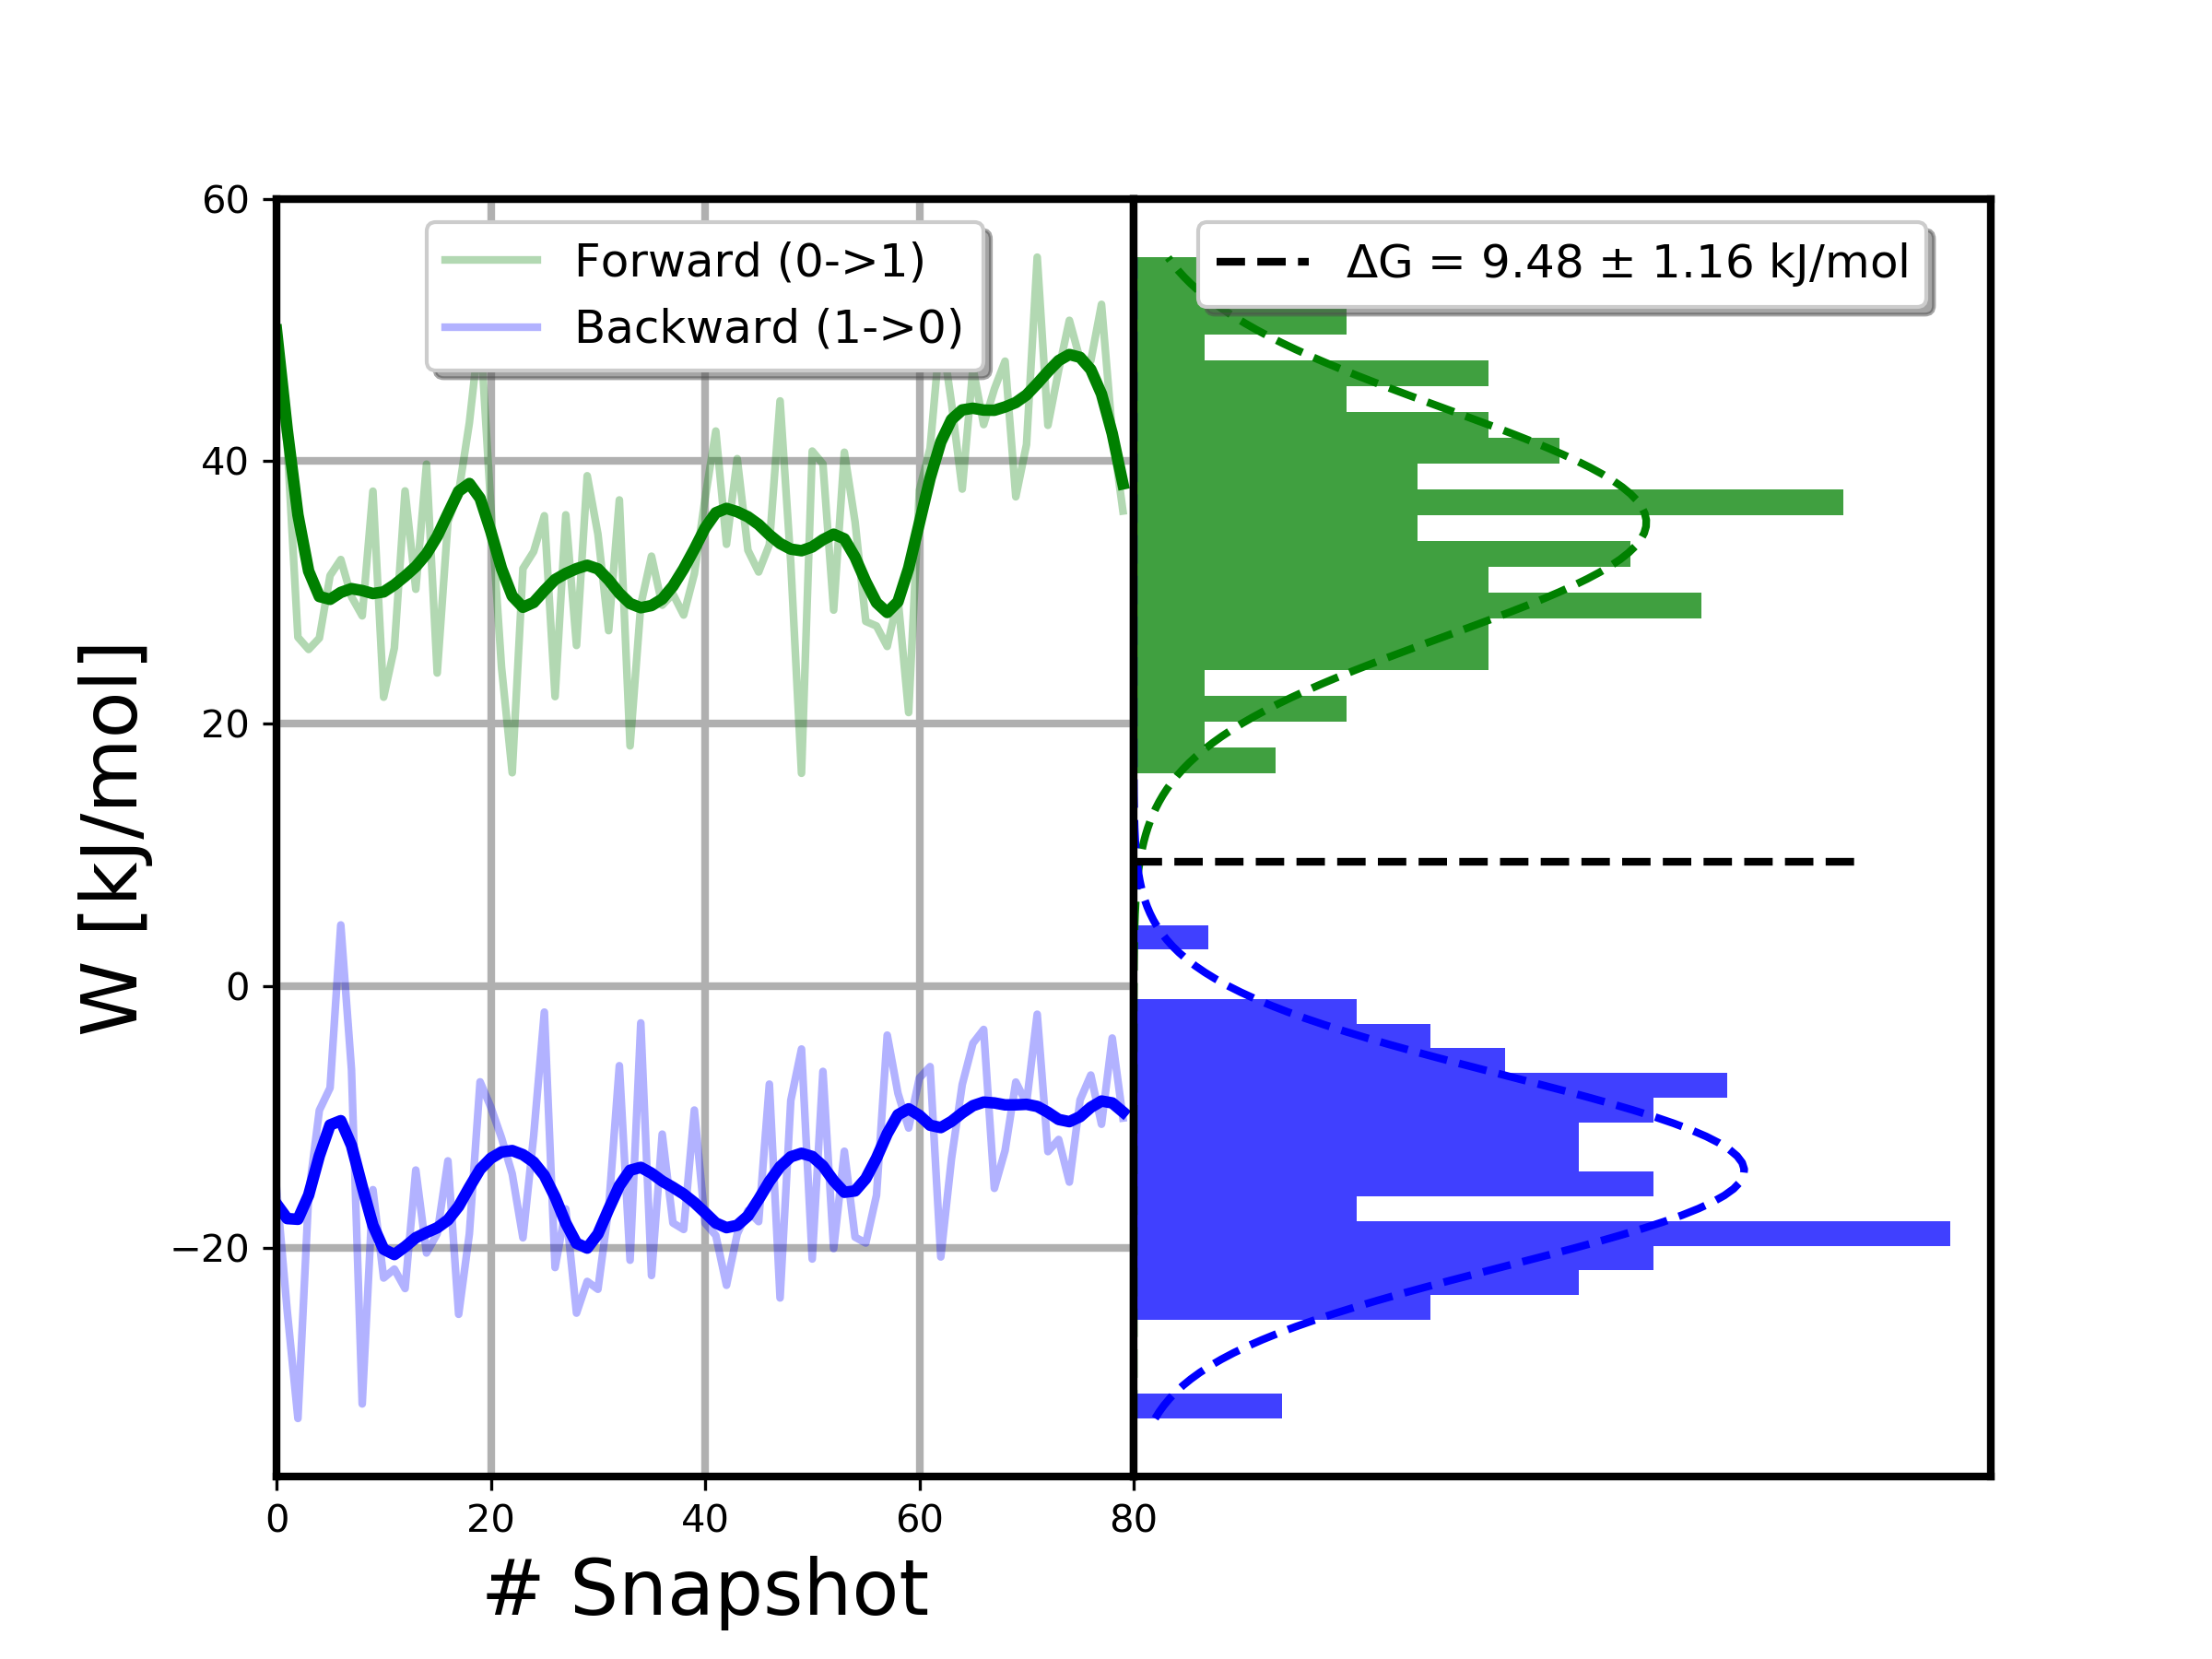 60
40
20
0
−20
W [kJ/mol]
Forward (0->1)
Backward (1->0)
ΔG = 9.48 ± 1.16 kJ/mol
0 20 40 60 80
# Snapshot